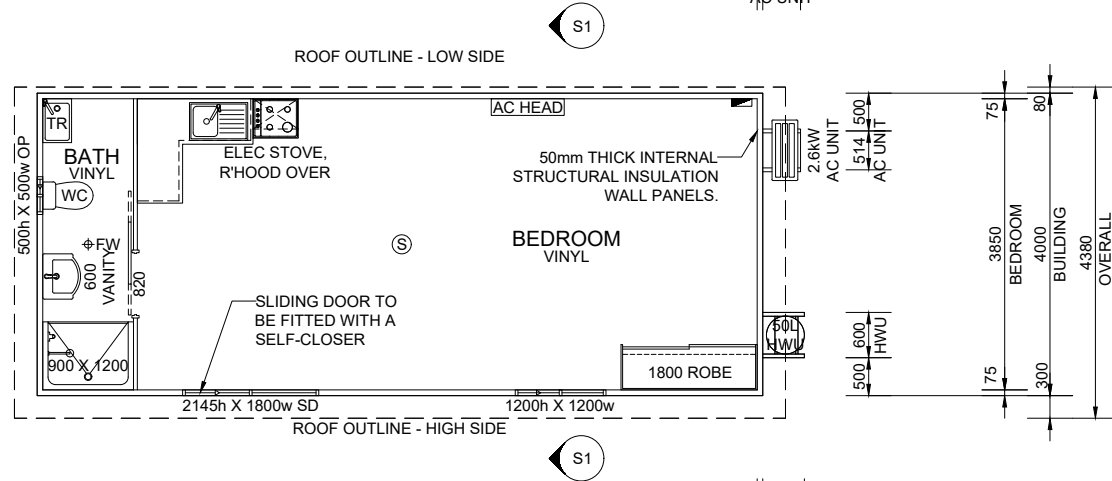 AC UNIT
S1
ROOF OUTLINE - LOW SIDE
TR
AC HEAD
BATH
VINYL
ELEC STOVE,
R'HOOD OVER
50mm THICK INTERNAL
STRUCTURAL INSULATION
WALL PANELS.
2.6kW
AC UNIT
500
514
AC UNIT
75
80
500h X 500w OP
WC
FW
600
VANITY
820
S
BEDROOM
VINYL
3850
BEDROOM
4000
BUILDING
4380
OVERALL
SLIDING DOOR TO
BE FITTED WITH A
SELF-CLOSER
50L
HWU
600
HWU
900 X 1200
1800 ROBE
500
75
300
2145h X 1800w SD
1200h X 1200w
ROOF OUTLINE - HIGH SIDE
S1